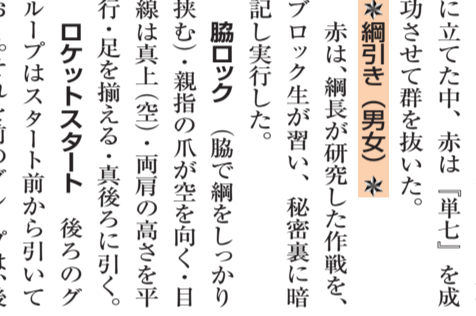 に立てた中、赤は『単七』を成
功させて群を抜いた。
✴綱引き（男女）✴
赤は、綱長が研究した作戦を、
ブロック生が習い、秘密裏に暗
記し実行した。
脇ロック （脇で綱をしっかり
挟む）・親指の爪が空を向く・目
線は真上（空）・両肩の高さを平
行・足を揃える・真後ろに引く。
ロケットスタート 後ろのグ
ループはスタート前から引いて